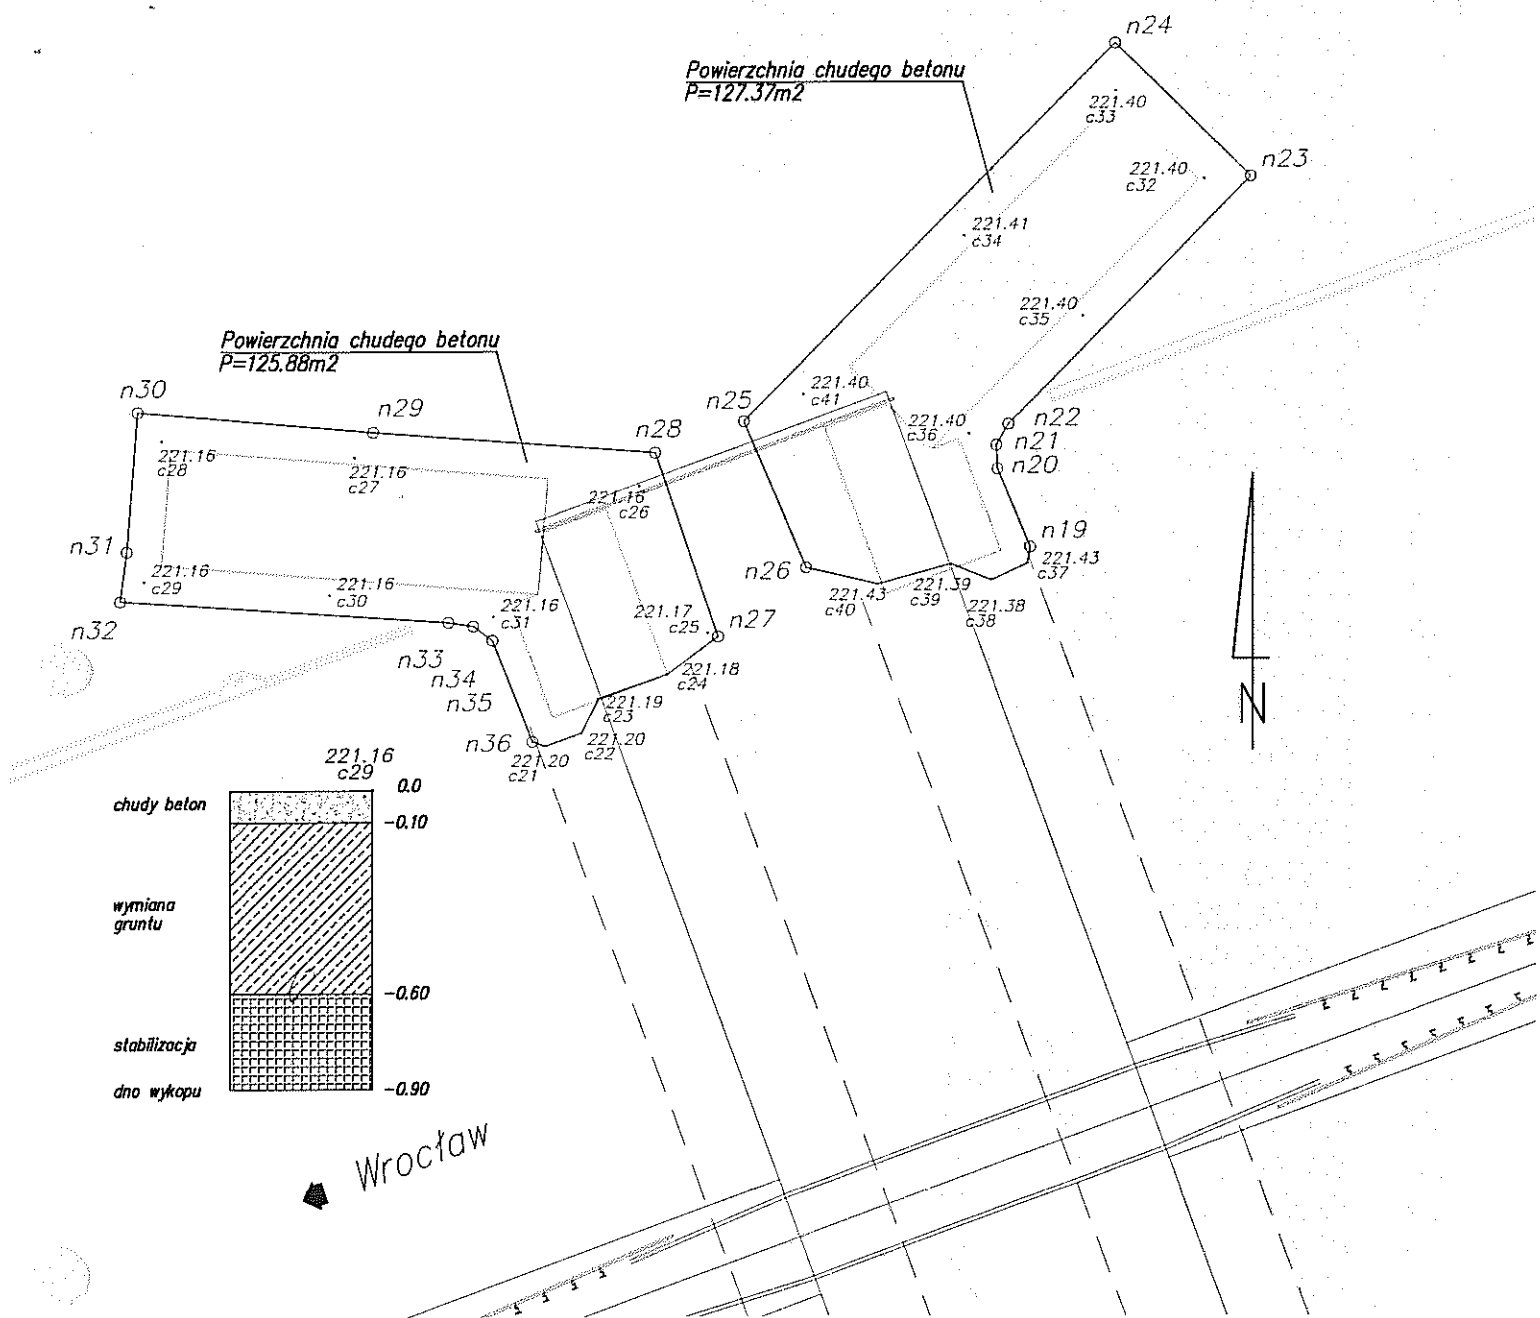 n24
Powierzchnia chudego betonu
P=127.37m2
221.40
c33
n23
221.40
c32
221.41
c34
221.40
c35
Powierzchnia chudego betonu
P=125.88m2
n30
n29
n28
n25
221.40
c41
221.40
c36
n22
n21
n20
221.16
c28
221.16
c27
221.16
c26
n31
n19
n26
221.43
c37
221.16
c29
221.16
c30
221.16
c31
221.43
c40
221.39
c39
221.38
c38
n32
221.17
c25
n27
n33
n34
n35
221.18
c24
221.19
c23
n36
221.20
c22
221.20
c21
N
221.16
c29
0.0
chudy beton
-0.10
wymiana
gruntu
-0.60
stabilizacja
dno wykopu
-0.90
Wrocław